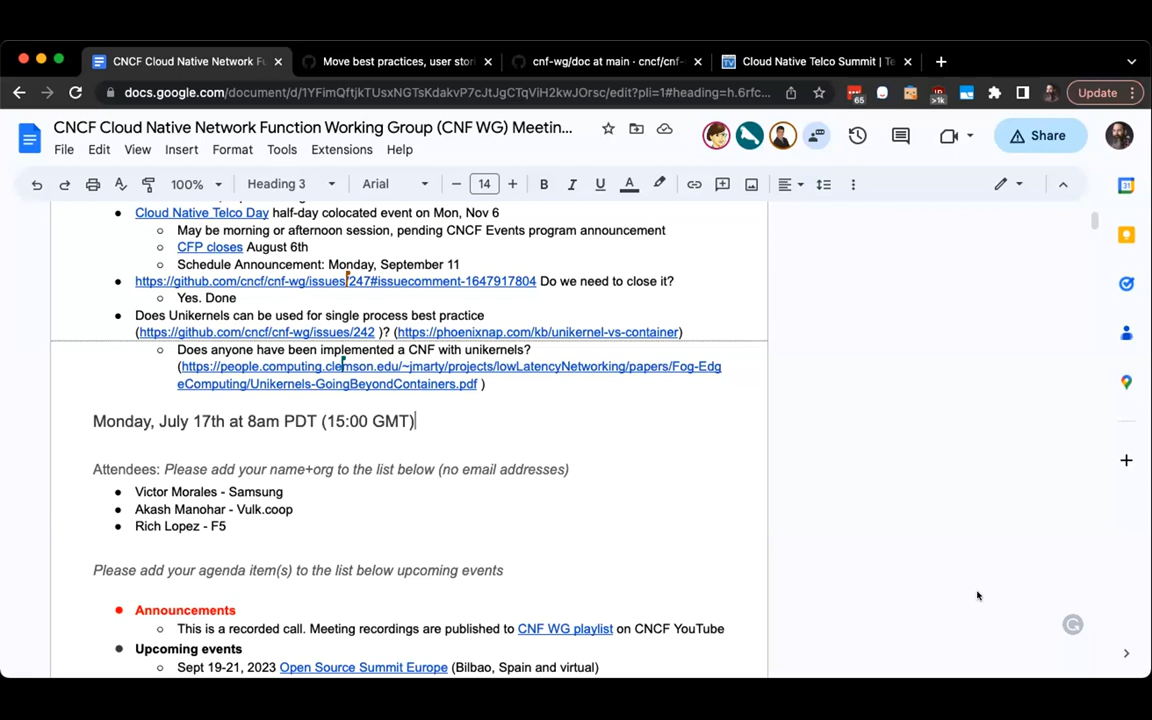 CNCF Cloud Native Network F
Move best practices, user stor
cnf-wg/doc at main · cncf/cnf-
Cloud Native Telco Summit | Te
docs.google.com/document/d/1YFimQftjkTUsxNGTsKdakvP7cJtJgCTqViH2kwJOrsc/edit?pli=1#heading=h.6rfc...
65
>1k
Update
CNCF Cloud Native Network Function Working Group (CNF WG) Meetin...
Share
File Edit View Insert Format Tools Extensions Help
100% Heading 3 Arial 14 B I U A
Cloud Native Telco Day half-day colocated event on Mon, Nov 6
May be morning or afternoon session, pending CNCF Events program announcement
CFP closes August 6th
Schedule Announcement: Monday, September 11
https://github.com/cncf/cnf-wg/issues/247#issuecomment-1647917804 Do we need to close it?
Yes. Done
Does Unikernels can be used for single process best practice
(https://github.com/cncf/cnf-wg/issues/242 )? (https://phoenixnap.com/kb/unikernel-vs-container)
Does anyone have been implemented a CNF with unikernels?
(https://people.computing.clemson.edu/~jmarty/projects/lowLatencyNetworking/papers/Fog-Edg
eComputing/Unikernels-GoingBeyondContainers.pdf )
Monday, July 17th at 8am PDT (15:00 GMT)
Attendees: Please add your name+org to the list below (no email addresses)
Victor Morales - Samsung
Akash Manohar - Vulk.coop
Rich Lopez - F5
Please add your agenda item(s) to the list below upcoming events
Announcements
This is a recorded call. Meeting recordings are published to CNF WG playlist on CNCF YouTube
Upcoming events
Sept 19-21, 2023 Open Source Summit Europe (Bilbao, Spain and virtual)